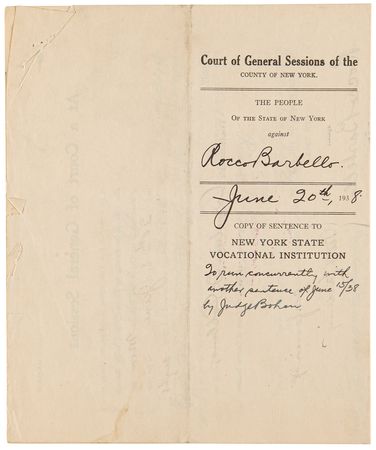 Court of General Sessions of the
COUNTY OF NEW YORK.
THE PEOPLE
OF THE STATE OF NEW YORK
against
Rocco Barbello.
June 20th, 1938.
COPY OF SENTENCE TO
NEW YORK STATE
VOCATIONAL INSTITUTION
To run concurrently with
another sentence of June 15/38
by Judge Bohan